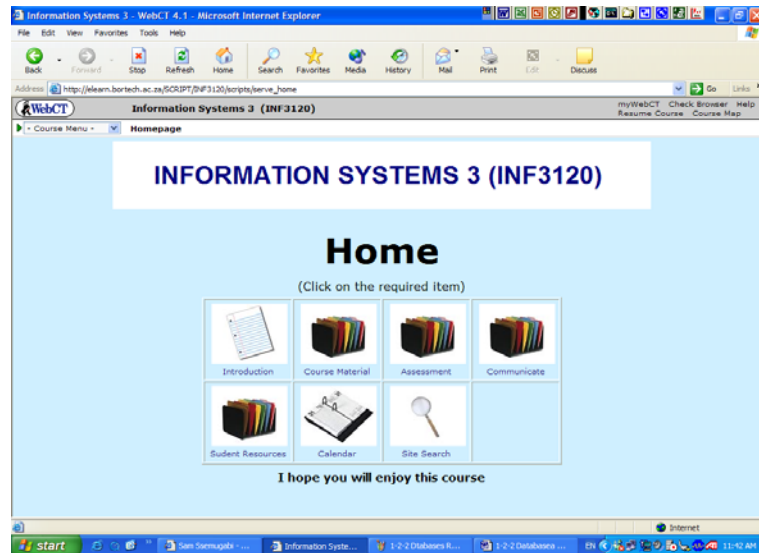 Information Systems 3 - WebCT 4.1 - Microsoft Internet Explorer
File Edit View Favorites Tools Help
Back Forward Stop Refresh Home Search Favorites Media History Mail Print Edit Discuss
Address http://elearn.bortech.ac.za/SCRIPT/INF3120/scripts/serve_home Go Links
WebCT Information Systems 3 (INF3120) myWebCT Check Browser Help
Resume Course Course Map
- Course Menu - Homepage
INFORMATION SYSTEMS 3 (INF3120)
Home
(Click on the required item)
Introduction Course Material Assessment Communicate
Sudent Resources Calendar Site Search
I hope you will enjoy this course
Internet
start Sam Ssemugabi - ... Information Syste... 1-2-2 Dtabases R... 1-2-2 Databasea ... EN 11:42 AM